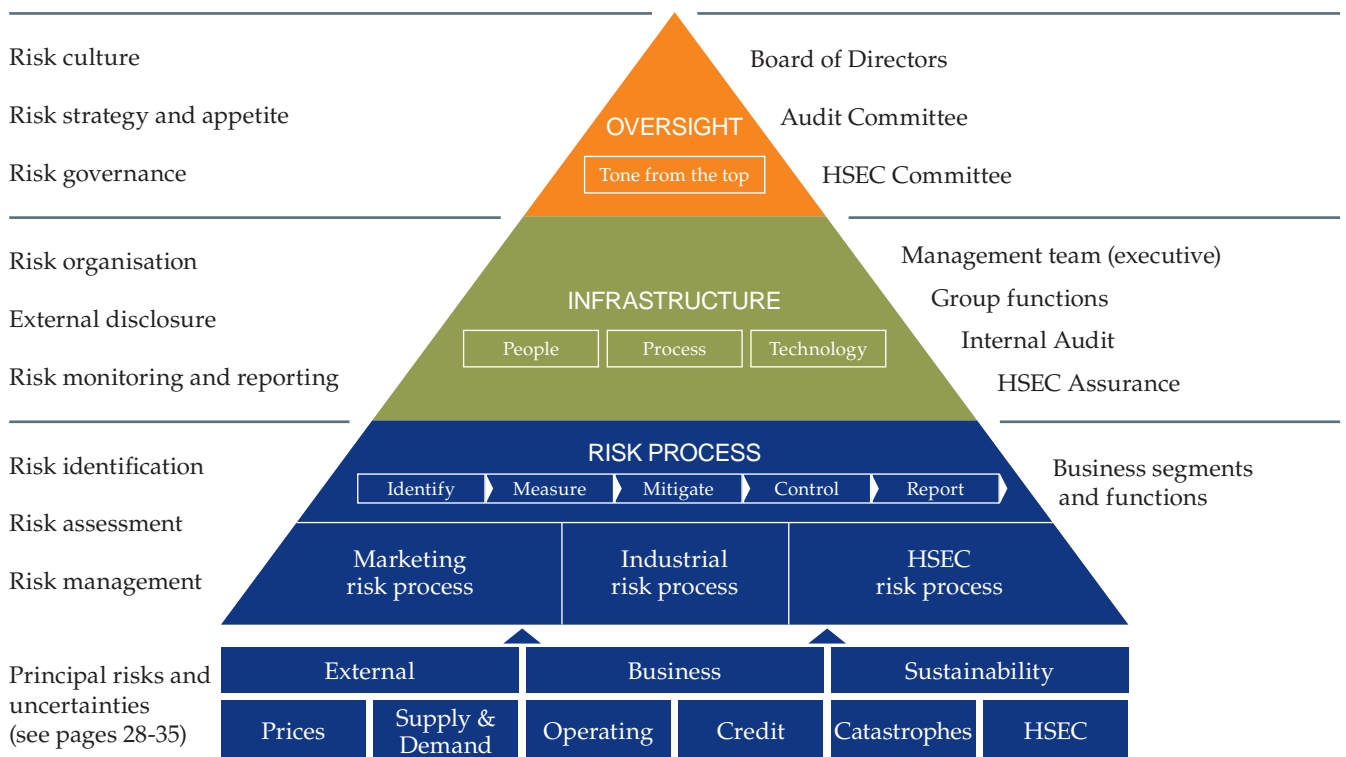 Risk culture
Risk strategy and appetite
Risk governance
OVERSIGHT
Tone from the top
Board of Directors
Audit Committee
HSEC Committee
Risk organisation
External disclosure
Risk monitoring and reporting
INFRASTRUCTURE
People
Process
Technology
Management team (executive)
Group functions
Internal Audit
HSEC Assurance
Risk identification
Risk assessment
Risk management
RISK PROCESS
Identify
Measure
Mitigate
Control
Report
Marketing
risk process
Industrial
risk process
HSEC
risk process
Business segments
and functions
Principal risks and
uncertainties
(see pages 28-35)
External
Business
Sustainability
Prices
Supply &
Demand
Operating
Credit
Catastrophes
HSEC